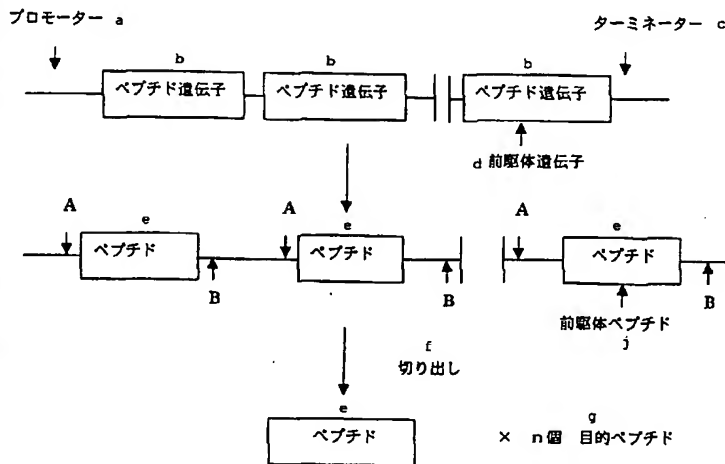 プロモーター a
ターミネーター c
b
b
b
ペプチド遺伝子
ペプチド遺伝子
ペプチド遺伝子
d 前駆体遺伝子
A
e
A
e
A
e
ペプチド
ペプチド
ペプチド
B
B
B
前駆体ペプチド
j
f
切り出し
e
ペプチド
g
× n個 目的ペプチド